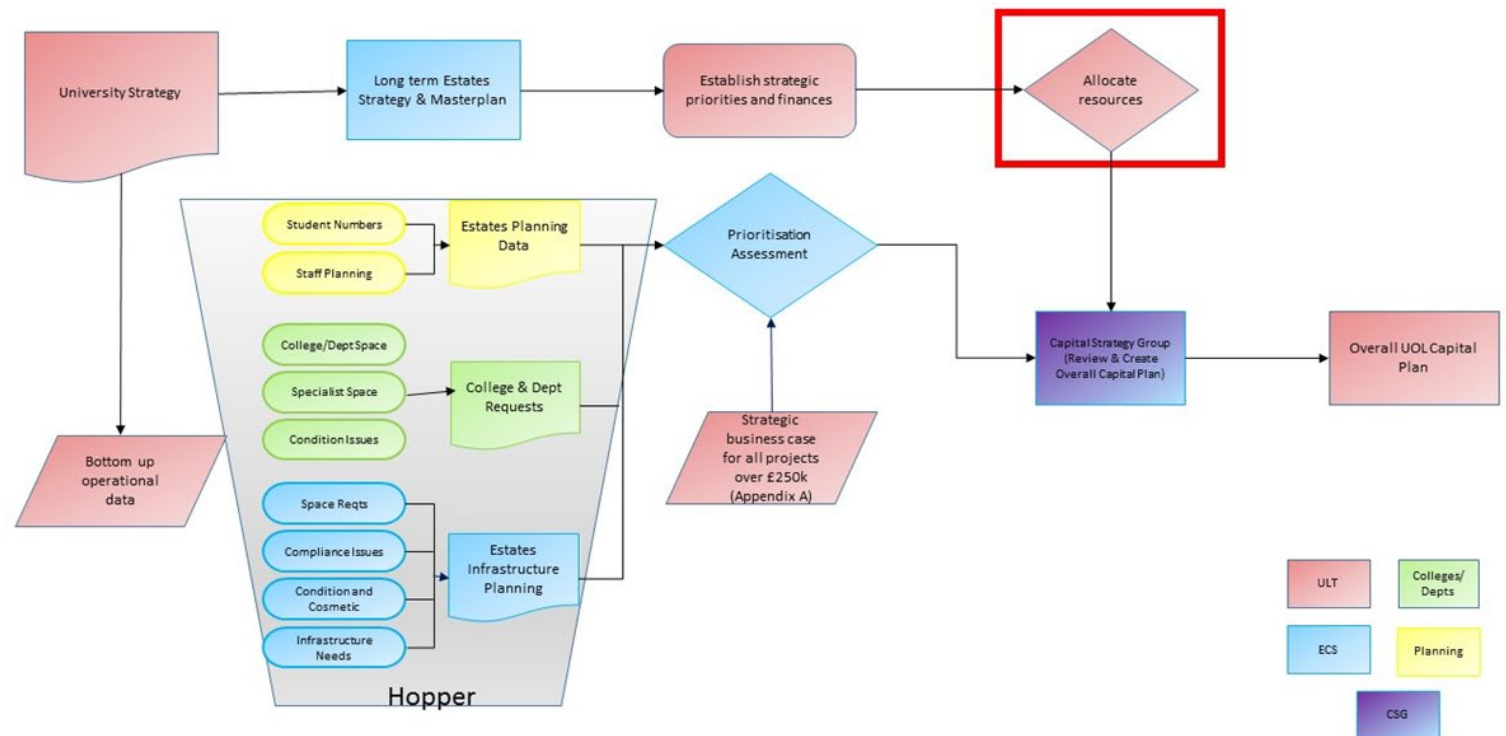 University Strategy
Long term Estates
Strategy & Masterplan
Establish strategic
priorities and finances
Allocate
resources
Student Numbers
Staff Planning
Estates Planning
Data
Prioritisation
Assessment
College/Dept Space
Specialist Space
Condition Issues
College & Dept
Requests
Capital Strategy Group
(Review & Create
Overall Capital Plan)
Overall UOL Capital
Plan
Bottom up
operational
data
Strategic
business case
for all projects
over £250k
(Appendix A)
Space Reqts
Compliance Issues
Condition and
Cosmetic
Infrastructure
Needs
Estates
Infrastructure
Planning
Hopper
ULT
Colleges/
Depts
ECS
Planning
CSG